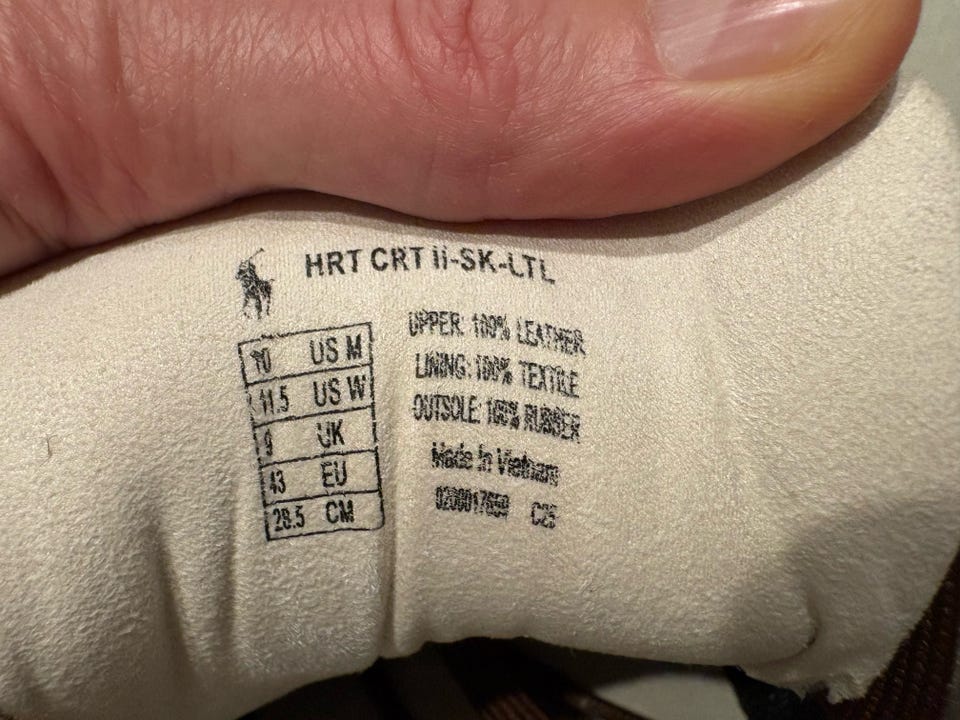 HRT CRT II-SK-LTL
10 US M
11.5 US W
9 UK
43 EU
28.5 CM
UPPER: 100% LEATHER
LINING: 100% TEXTILE
OUTSOLE: 100% RUBBER
Made In Vietnam